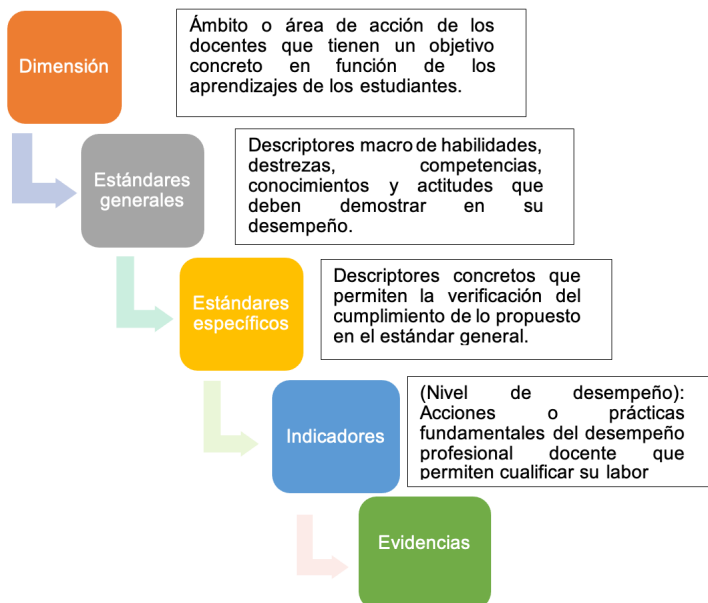 Dimensión
Ámbito o área de acción de los
docentes que tienen un objetivo
concreto en función de los
aprendizajes de los estudiantes.
Estándares
generales
Descriptores macro de habilidades,
destrezas, competencias,
conocimientos y actitudes que
deben demostrar en su
desempeño.
Estándares
específicos
Descriptores concretos que
permiten la verificación del
cumplimiento de lo propuesto
en el estándar general.
Indicadores
(Nivel de desempeño):
Acciones o prácticas
fundamentales del desempeño
profesional docente que
permiten cualificar su labor
Evidencias